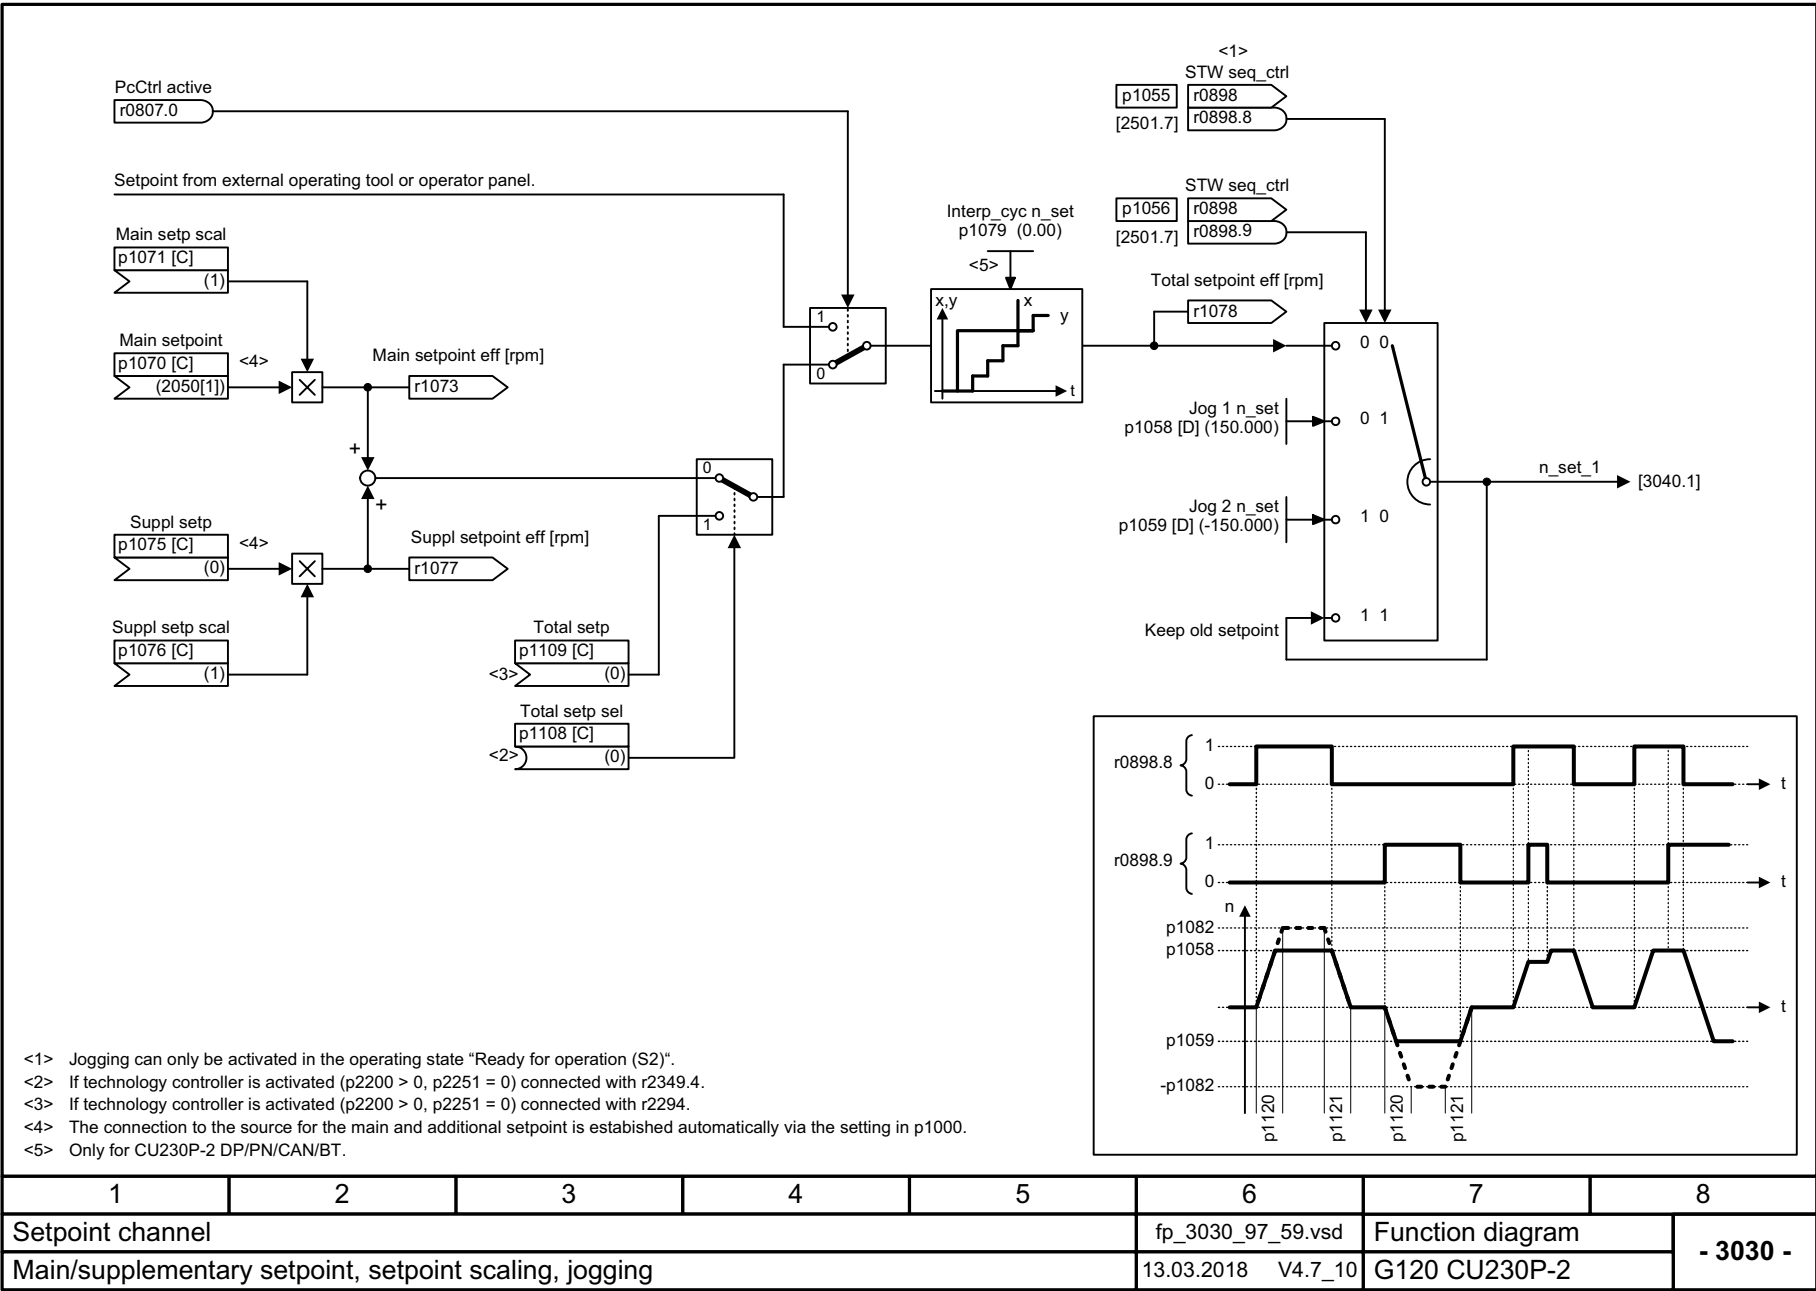 PcCtrl active
r0807.0
Setpoint from external operating tool or operator panel.
Main setp scal
p1071 [C]
(1)
Main setpoint
p1070 [C]
(2050[1])
<4>
Main setpoint eff [rpm]
r1073
+
+
Suppl setp
p1075 [C]
(0)
<4>
Suppl setpoint eff [rpm]
r1077
Suppl setp scal
p1076 [C]
(1)
Total setp
p1109 [C]
<3>
(0)
Total setp sel
p1108 [C]
<2>
(0)
0
1
1
0
Interp_cyc n_set
p1079 (0.00)
<5>
x,y
x
y
t
<1>
STW seq_ctrl
p1055
r0898
[2501.7]
r0898.8
STW seq_ctrl
p1056
r0898
[2501.7]
r0898.9
Total setpoint eff [rpm]
r1078
0 0
Jog 1 n_set
p1058 [D] (150.000)
0 1
Jog 2 n_set
p1059 [D] (-150.000)
1 0
Keep old setpoint
1 1
n_set_1
[3040.1]
r0898.8
1
0
t
r0898.9
1
0
t
n
p1082
p1058
t
p1059
-p1082
p1120
p1121
p1120
p1121
<1> Jogging can only be activated in the operating state “Ready for operation (S2)“.
<2> If technology controller is activated (p2200 > 0, p2251 = 0) connected with r2349.4.
<3> If technology controller is activated (p2200 > 0, p2251 = 0) connected with r2294.
<4> The connection to the source for the main and additional setpoint is estabished automatically via the setting in p1000.
<5> Only for CU230P-2 DP/PN/CAN/BT.
1 2 3 4 5 6 7 8
Setpoint channel
fp_3030_97_59.vsd
Function diagram
- 3030 -
Main/supplementary setpoint, setpoint scaling, jogging
13.03.2018 V4.7_10
G120 CU230P-2